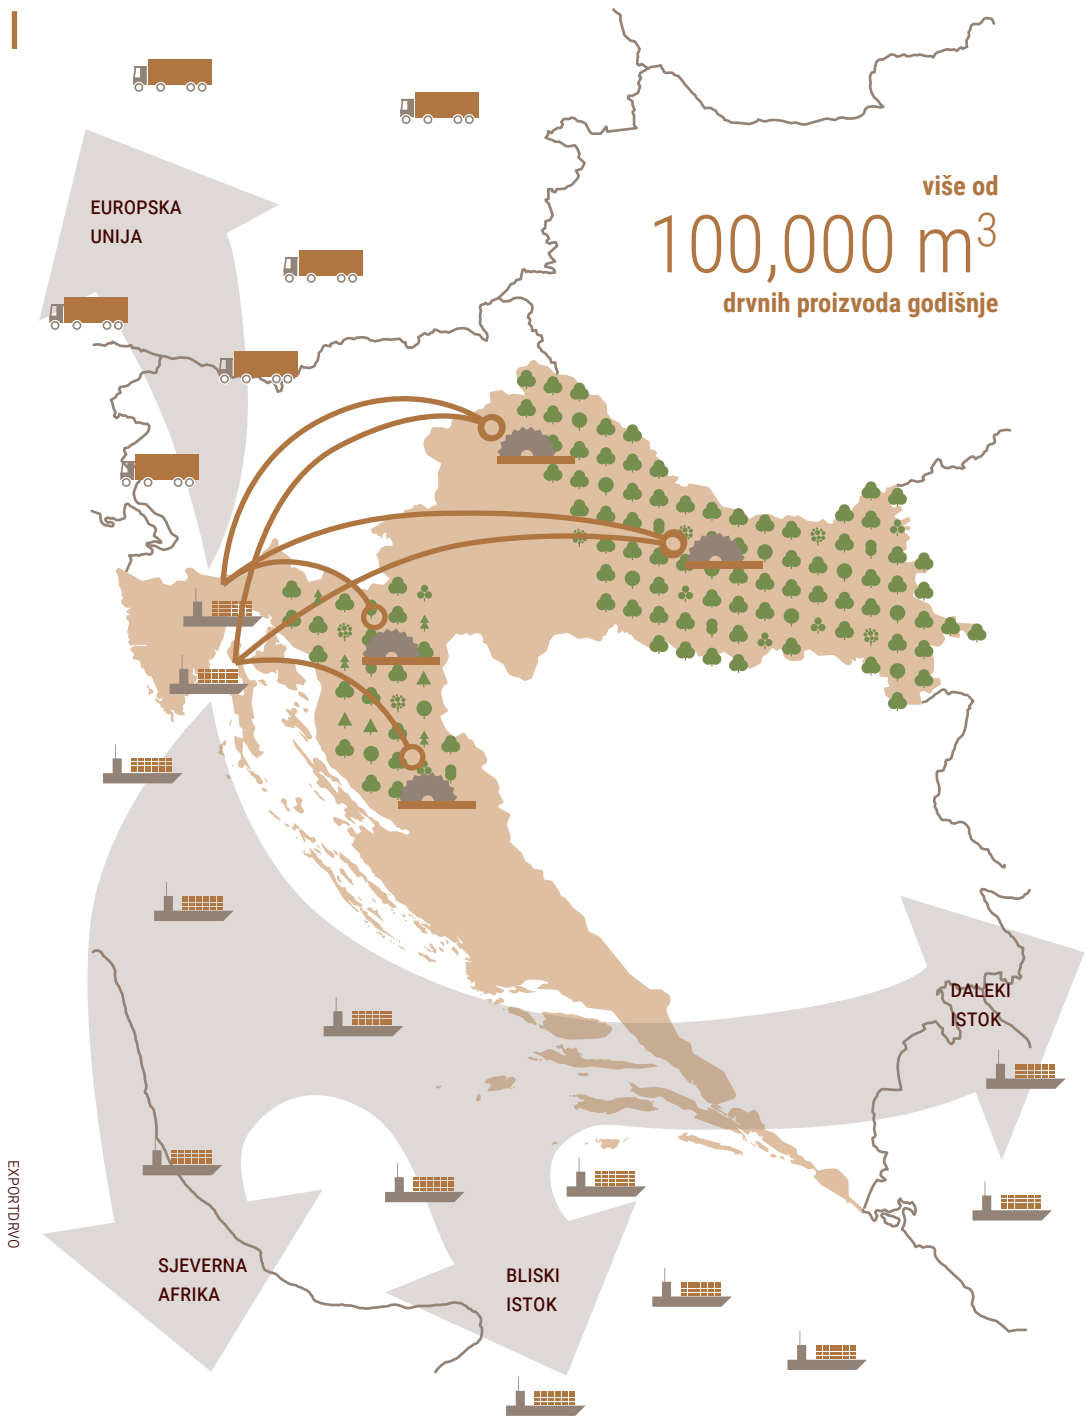 EUROPSKA
UNIJA
više od
100,000 m³
drvnih proizvoda godišnje
DALEKI
ISTOK
SJEVERNA
AFRIKA
BLISKI
ISTOK
EXPORTDRVO